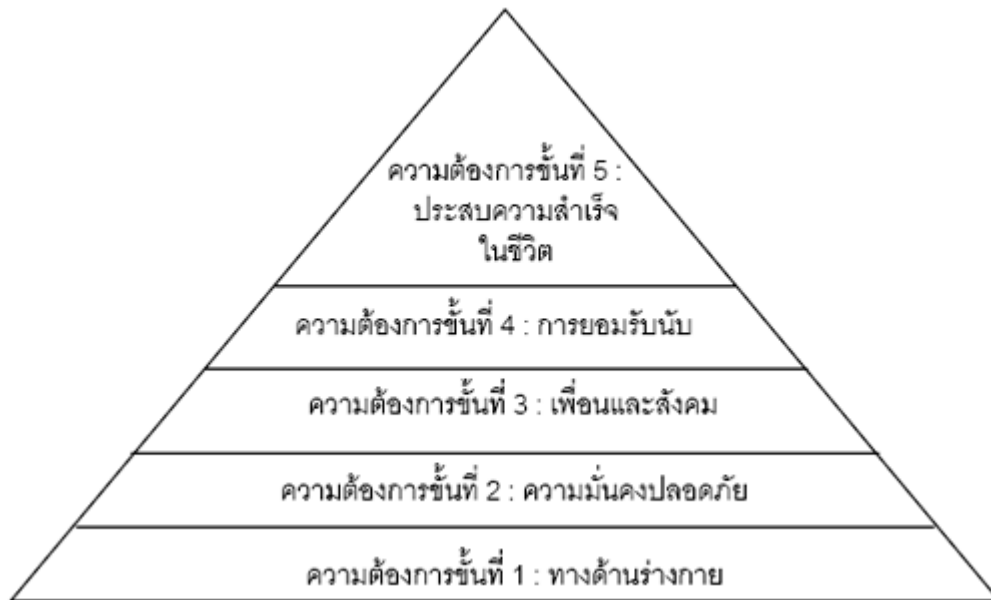 ความต้องการขั้นที่ 5 :
ประสบความสำเร็จ
ในชีวิต
ความต้องการขั้นที่ 4 : การยอมรับนับ
ความต้องการขั้นที่ 3 : เพื่อนและสังคม
ความต้องการขั้นที่ 2 : ความมั่นคงปลอดภัย
ความต้องการขั้นที่ 1 : ทางด้านร่างกาย